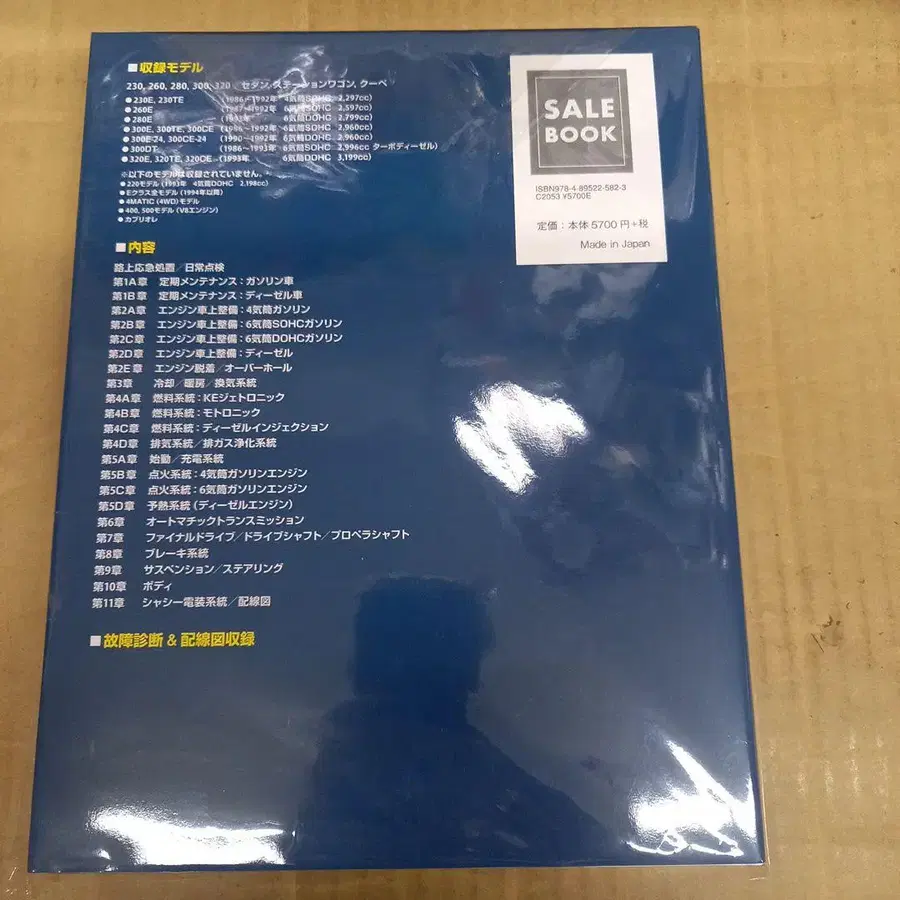 ■収録モデル
230, 260, 280, 300, 320 セダン, ステーションワゴン, クーペ
●230E, 230TE (1986～1992年 4気筒SOHC 2,297cc)
●260E (1987～1992年 6気筒SOHC 2,597cc)
●280E (1993年 6気筒DOHC 2,799cc)
●300E, 300TE, 300CE (1986～1992年 6気筒SOHC 2,960cc)
●300E-24, 300CE-24 (1990～1992年 6気筒DOHC 2,960cc)
●300DT (1986～1993年 6気筒SOHC 2,996cc ターボディーゼル)
●320E, 320TE, 320CE (1993年 6気筒DOHC 3,199cc)
※以下のモデルは収録されていません。
●220モデル (1993年 4気筒DOHC 2,198cc)
●Eクラス全モデル (1994年以降)
●4MATIC (4WD) モデル
●400, 500モデル (V8エンジン)
●カブリオレ
■内容
路上応急処置／日常点検
第1A章 定期メンテナンス：ガソリン車
第1B章 定期メンテナンス：ディーゼル車
第2A章 エンジン車上整備：4気筒ガソリン
第2B章 エンジン車上整備：6気筒SOHCガソリン
第2C章 エンジン車上整備：6気筒DOHCガソリン
第2D章 エンジン車上整備：ディーゼル
第2E章 エンジン脱着／オーバーホール
第3章 冷却／暖房／換気系統
第4A章 燃料系統：KEジェトロニック
第4B章 燃料系統：モトロニック
第4C章 燃料系統：ディーゼルインジェクション
第4D章 排気系統／排ガス浄化系統
第5A章 始動／充電系統
第5B章 点火系統：4気筒ガソリンエンジン
第5C章 点火系統：6気筒ガソリンエンジン
第5D章 予熱系統（ディーゼルエンジン）
第6章 オートマチックトランスミッション
第7章 ファイナルドライブ／ドライブシャフト／プロペラシャフト
第8章 ブレーキ系統
第9章 サスペンション／ステアリング
第10章 ボディ
第11章 シャシー電装系統／配線図
■故障診断＆配線図収録
SALE
BOOK
ISBN978-4-89522-582-3
C2053 ¥5700E
定価：本体 5700 円＋税
Made in Japan